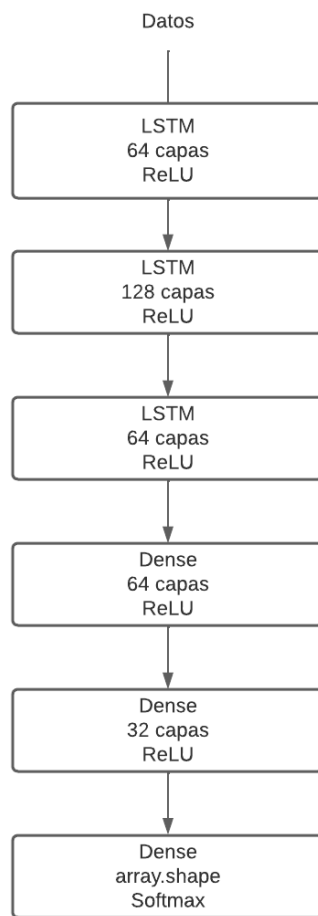 Datos
LSTM
64 capas
ReLU
LSTM
128 capas
ReLU
LSTM
64 capas
ReLU
Dense
64 capas
ReLU
Dense
32 capas
ReLU
Dense
array.shape
Softmax